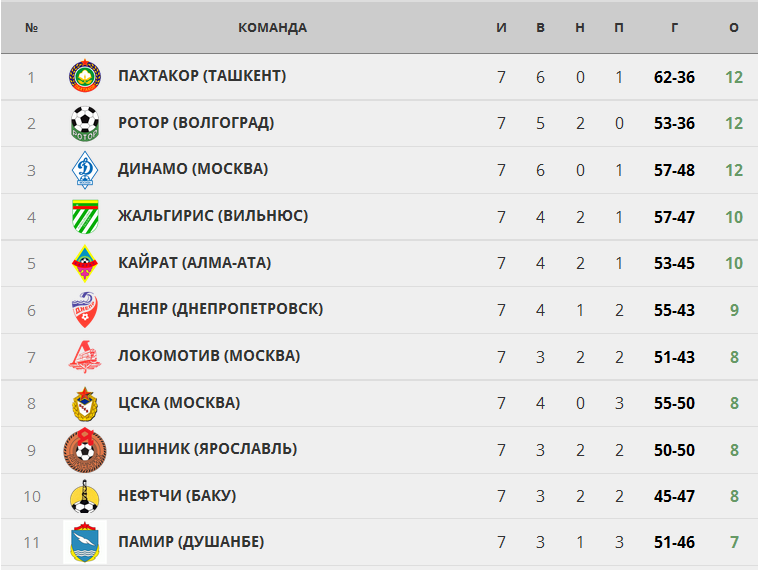 № КОМАНДА И В Н П Г О
1 ПАХТАКОР (ТАШКЕНТ) 7 6 0 1 62-36 12
2 РОТОР (ВОЛГОГРАД) 7 5 2 0 53-36 12
3 ДИНАМО (МОСКВА) 7 6 0 1 57-48 12
4 ЖАЛЬГИРИС (ВИЛЬНЮС) 7 4 2 1 57-47 10
5 КАЙРАТ (АЛМА-АТА) 7 4 2 1 53-45 10
6 ДНЕПР (ДНЕПРОПЕТРОВСК) 7 4 1 2 55-43 9
7 ЛОКОМОТИВ (МОСКВА) 7 3 2 2 51-43 8
8 ЦСКА (МОСКВА) 7 4 0 3 55-50 8
9 ШИННИК (ЯРОСЛАВЛЬ) 7 3 2 2 50-50 8
10 НЕФТЧИ (БАКУ) 7 3 2 2 45-47 8
11 ПАМИР (ДУШАНБЕ) 7 3 1 3 51-46 7